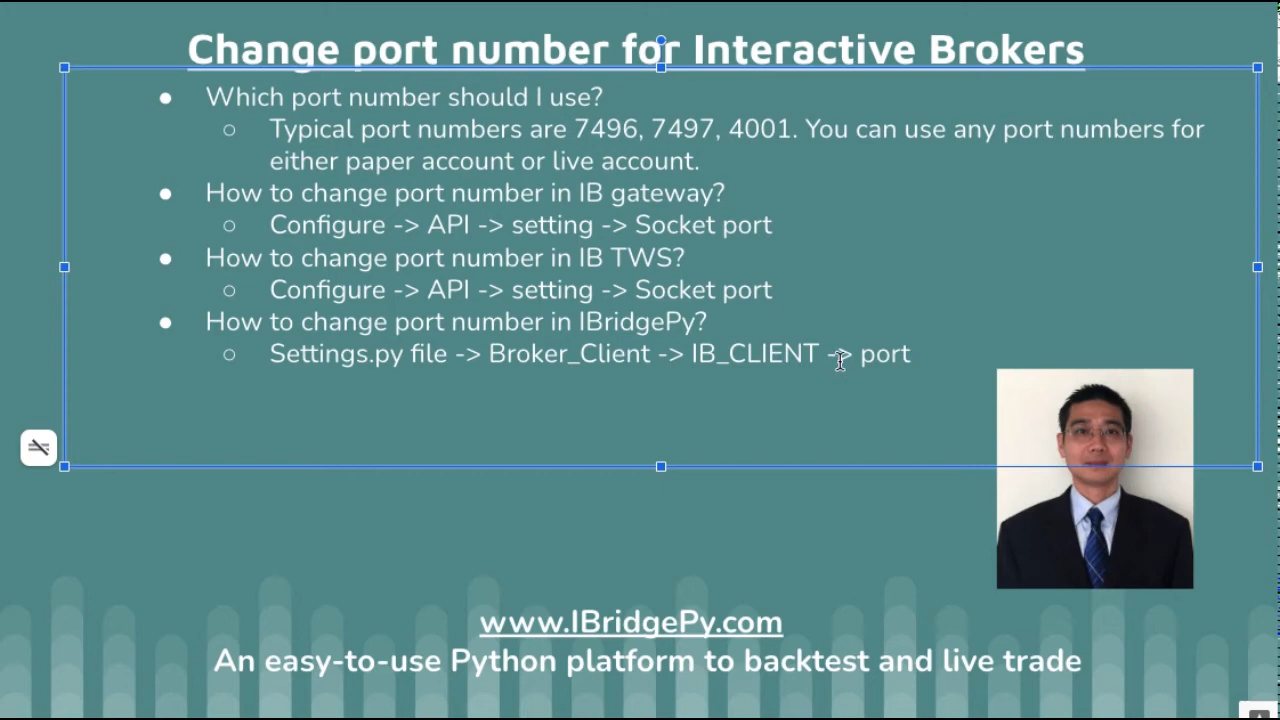 Change port number for Interactive Brokers
● Which port number should I use?
○ Typical port numbers are 7496, 7497, 4001. You can use any port numbers for
either paper account or live account.
● How to change port number in IB gateway?
○ Configure -> API -> setting -> Socket port
● How to change port number in IB TWS?
○ Configure -> API -> setting -> Socket port
● How to change port number in IBridgePy?
○ Settings.py file -> Broker_Client -> IB_CLIENT -> port
www.IBridgePy.com
An easy-to-use Python platform to backtest and live trade